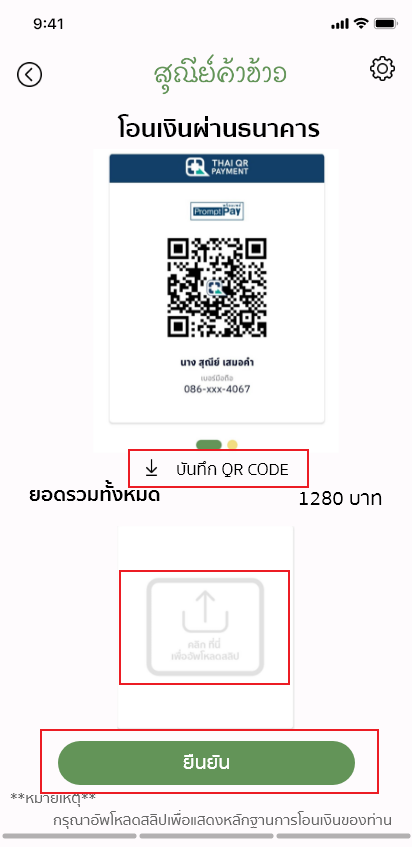 9:41
สุณีย์ค้าข้าว
โอนเงินผ่านธนาคาร
THAI QR
PAYMENT
พร้อมเพย์
PromptPay
นาง สุณีย์ เสนอคำ
เบอร์มือถือ
086-xxx-4067
บันทึก QR CODE
ยอดรวมทั้งหมด 1280 บาท
คลิก ที่นี่
เพื่ออัพโหลดสลิป
ยืนยัน
**หมายเหตุ**
กรุณาอัพโหลดสลิปเพื่อแสดงหลักฐานการโอนเงินของท่าน